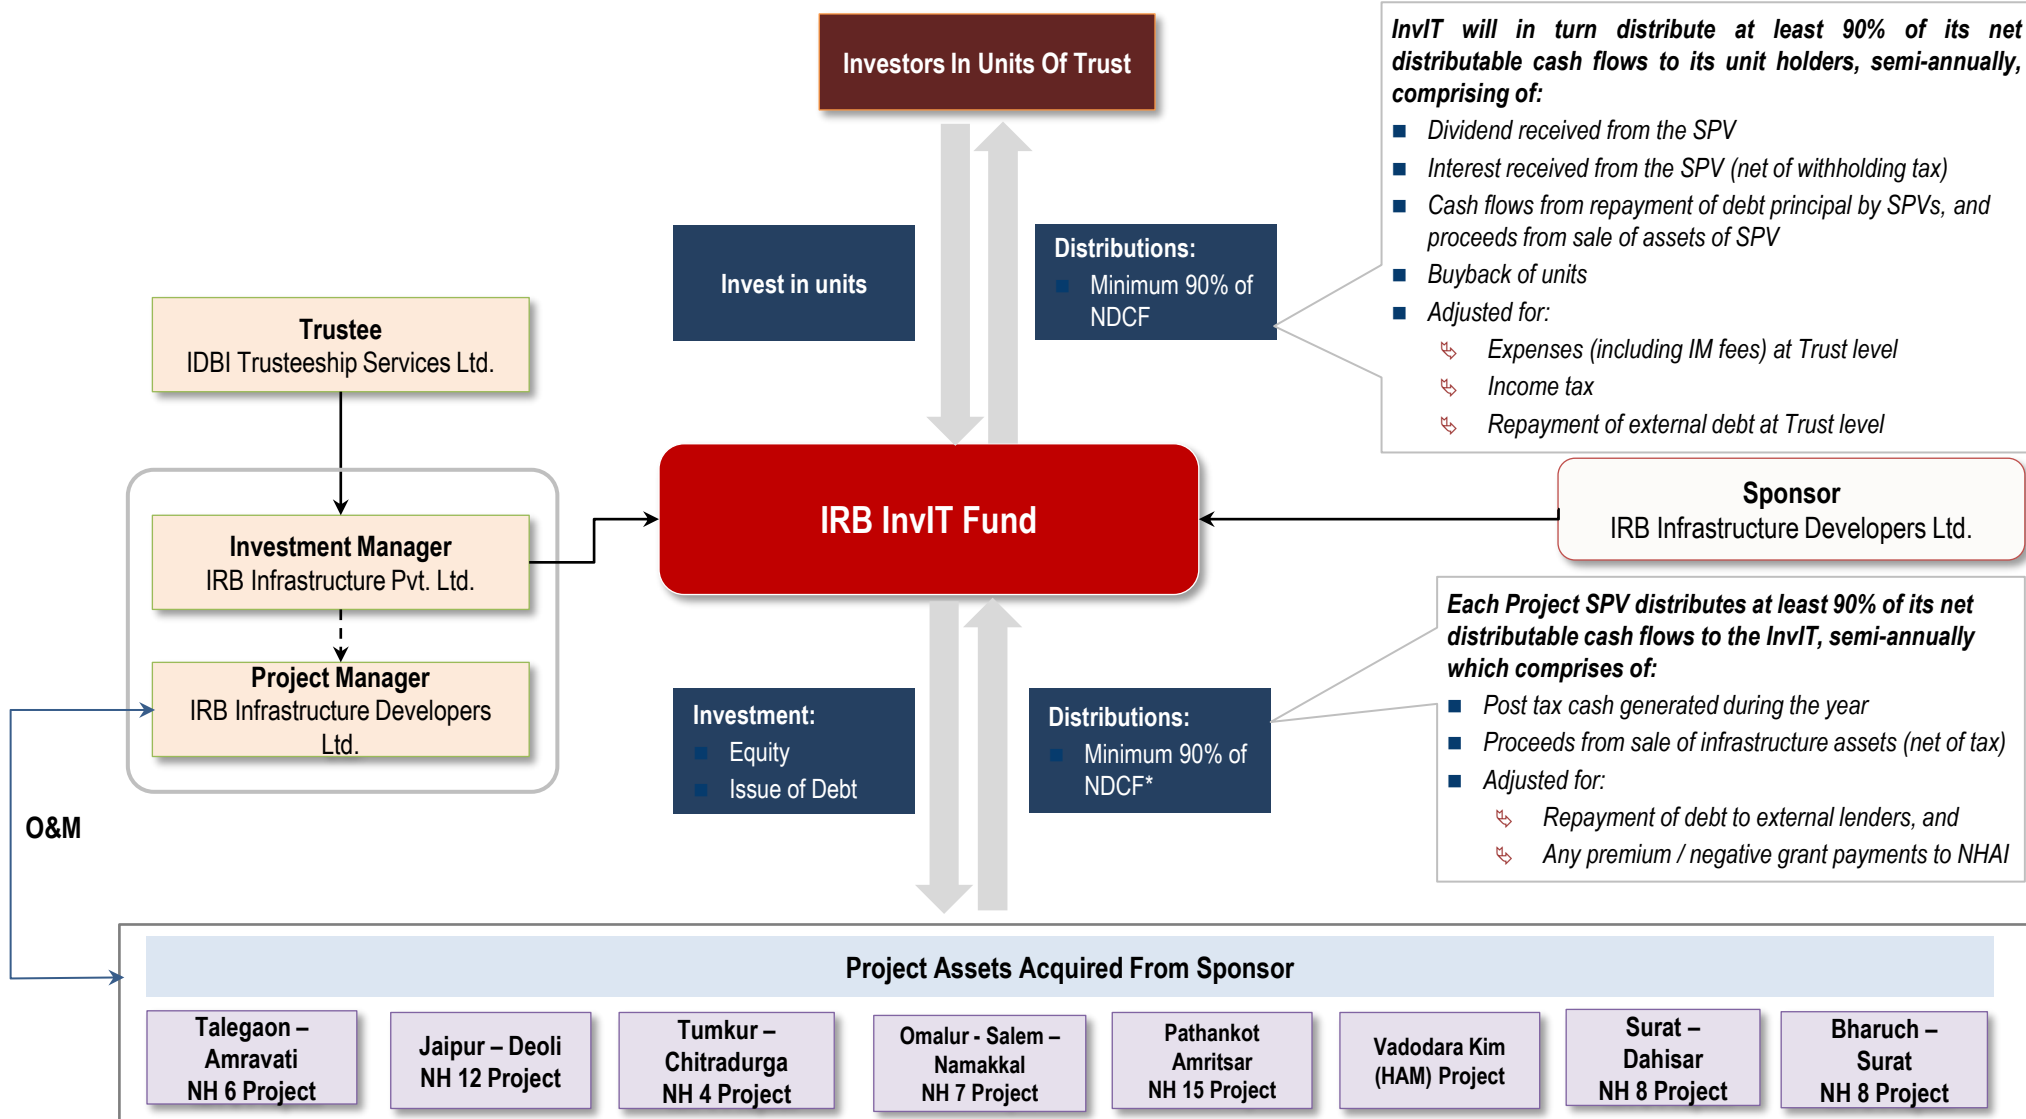 Investors In Units Of Trust
InvIT will in turn distribute at least 90% of its net
distributable cash flows to its unit holders, semi-annually,
comprising of:
Dividend received from the SPV
Interest received from the SPV (net of withholding tax)
Cash flows from repayment of debt principal by SPVs, and
proceeds from sale of assets of SPV
Buyback of units
Adjusted for:
Expenses (including IM fees) at Trust level
Income tax
Repayment of external debt at Trust level
Invest in units
Distributions:
Minimum 90% of
NDCF
Trustee
IDBI Trusteeship Services Ltd.
IRB InvIT Fund
Sponsor
IRB Infrastructure Developers Ltd.
Investment Manager
IRB Infrastructure Pvt. Ltd.
Project Manager
IRB Infrastructure Developers
Ltd.
Investment:
Equity
Issue of Debt
Distributions:
Minimum 90% of
NDCF*
Each Project SPV distributes at least 90% of its net
distributable cash flows to the InvIT, semi-annually
which comprises of:
Post tax cash generated during the year
Proceeds from sale of infrastructure assets (net of tax)
Adjusted for:
Repayment of debt to external lenders, and
Any premium / negative grant payments to NHAI
O&M
Project Assets Acquired From Sponsor
Talegaon –
Amravati
NH 6 Project
Jaipur – Deoli
NH 12 Project
Tumkur –
Chitradurga
NH 4 Project
Omalur - Salem –
Namakkal
NH 7 Project
Pathankot
Amritsar
NH 15 Project
Vadodara Kim
(HAM) Project
Surat –
Dahisar
NH 8 Project
Bharuch –
Surat
NH 8 Project